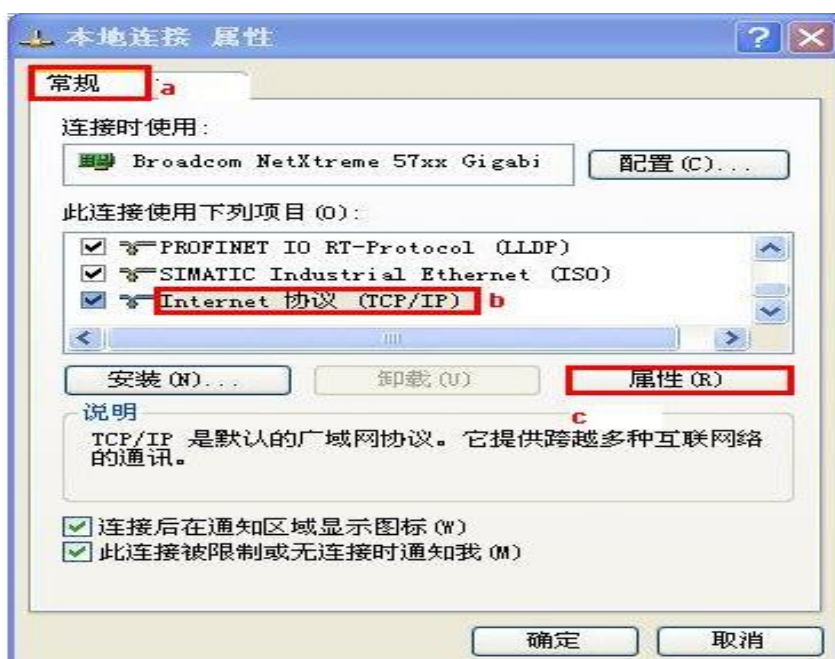 本地连接 属性
常规
a
连接时使用:
Broadcom NetXtreme 57xx Gigabi
配置(C)...
此连接使用下列项目(O):
PROFINET IO RT-Protocol (LLDP)
SIMATIC Industrial Ethernet (ISO)
Internet 协议 (TCP/IP) b
安装(N)... 卸载(U) 属性(R)
c
说明
TCP/IP 是默认的广域网协议。它提供跨越多种互联网络
的通讯。
连接后在通知区域显示图标(W)
此连接被限制或无连接时通知我(M)
确定 取消